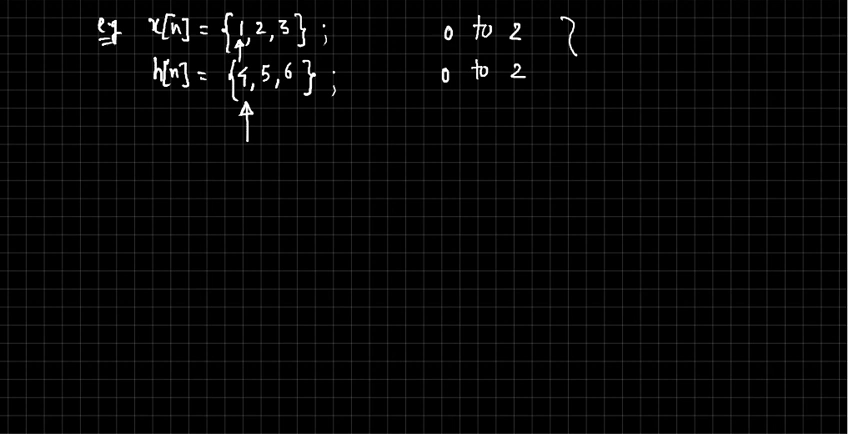 eg x[n] = {1, 2, 3} ; 0 to 2 }
h[n] = {4, 5, 6} ; 0 to 2